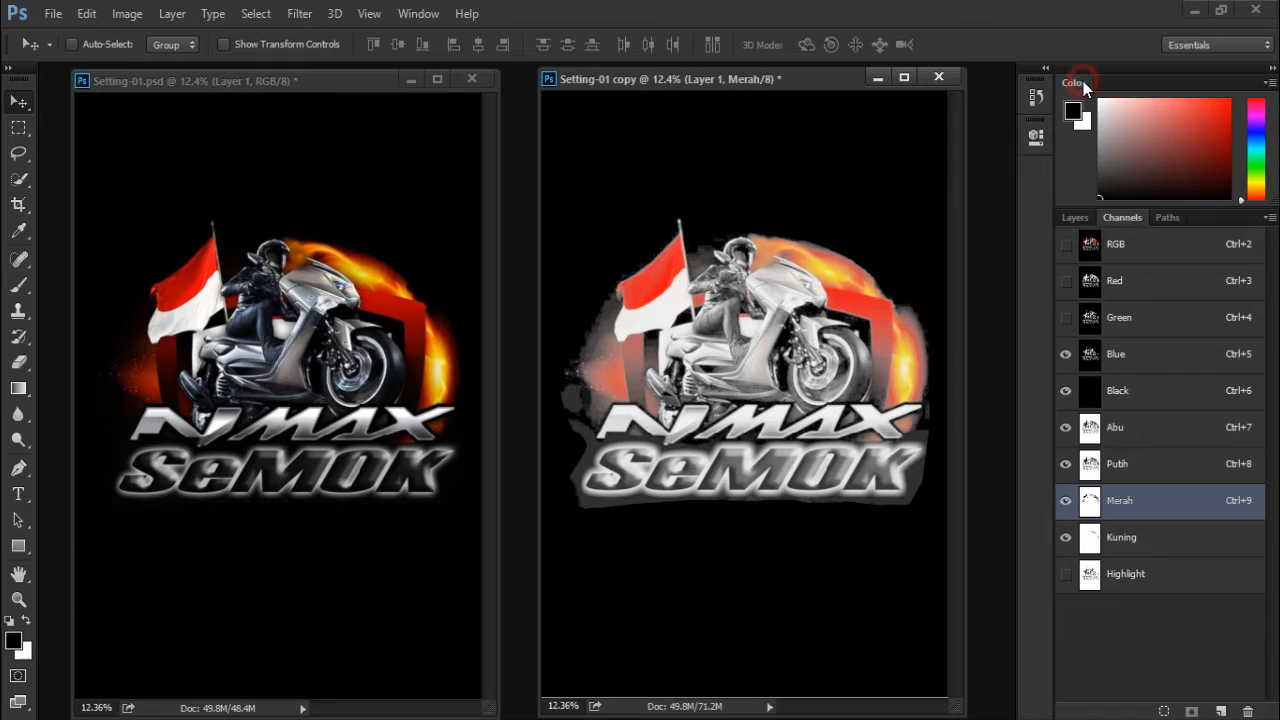 Ps File Edit Image Layer Type Select Filter 3D View Window Help
Auto-Select: Group Show Transform Controls 3D Mode: Essentials
Ps Setting-01.psd @ 12.4% (Layer 1, RGB/8) *
Ps Setting-01 copy @ 12.4% (Layer 1, Merah/8) *
NMAX
SeMOK
12.36% Doc: 49.8M/48.4M
NMAX
SeMOK
12.36% Doc: 49.8M/71.2M
Color
Layers Channels Paths
RGB Ctrl+2
Red Ctrl+3
Green Ctrl+4
Blue Ctrl+5
Black Ctrl+6
Abu Ctrl+7
Putih Ctrl+8
Merah Ctrl+9
Kuning
Highlight